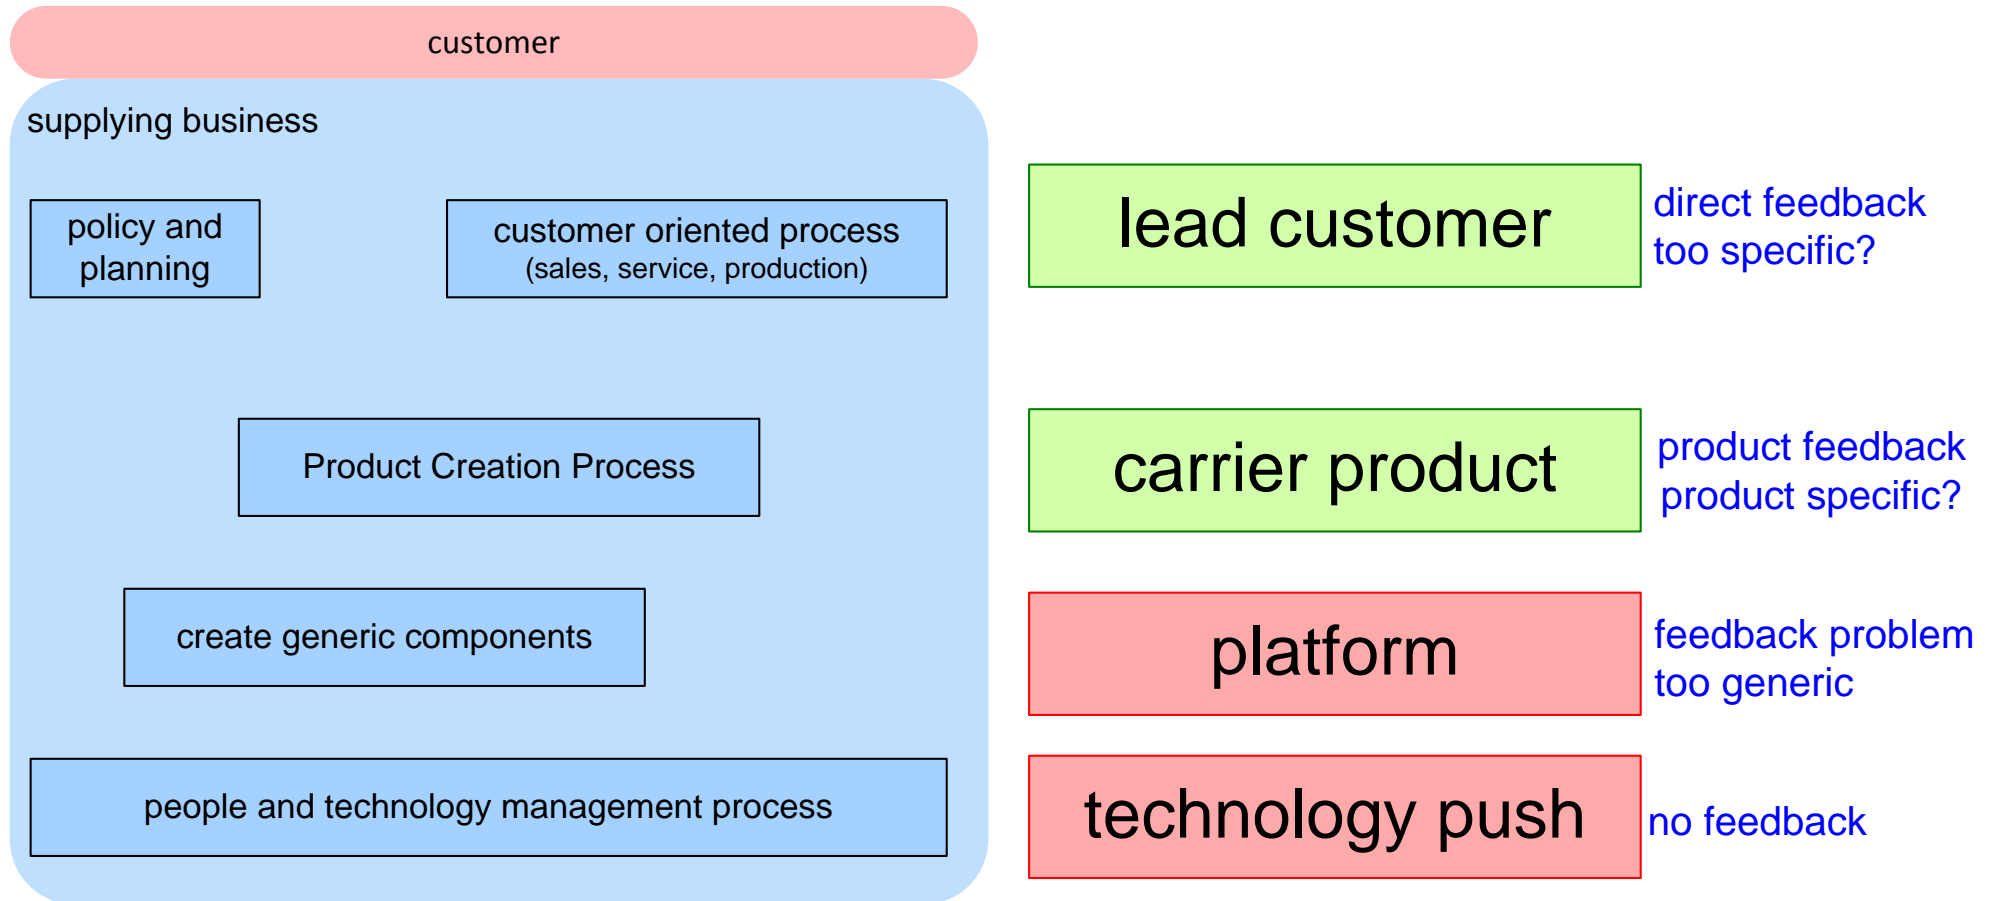 customer
supplying business
policy and
planning
customer oriented process
(sales, service, production)
lead customer
direct feedback
too specific?
Product Creation Process
carrier product
product feedback
product specific?
create generic components
platform
feedback problem
too generic
people and technology management process
technology push
no feedback